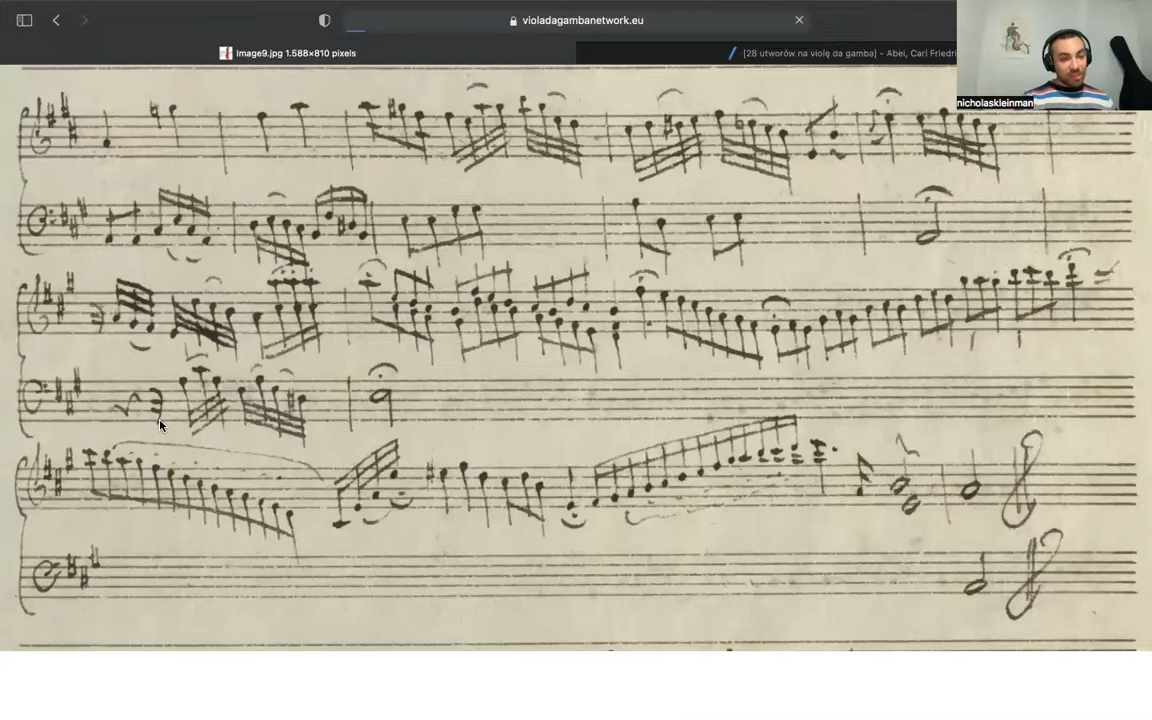 violadagambanetwork.eu
Image9.jpg 1.588×810 pixels
[28 utworów na violę da gamba] - Abel, Carl Friedri
nicholaskleinman